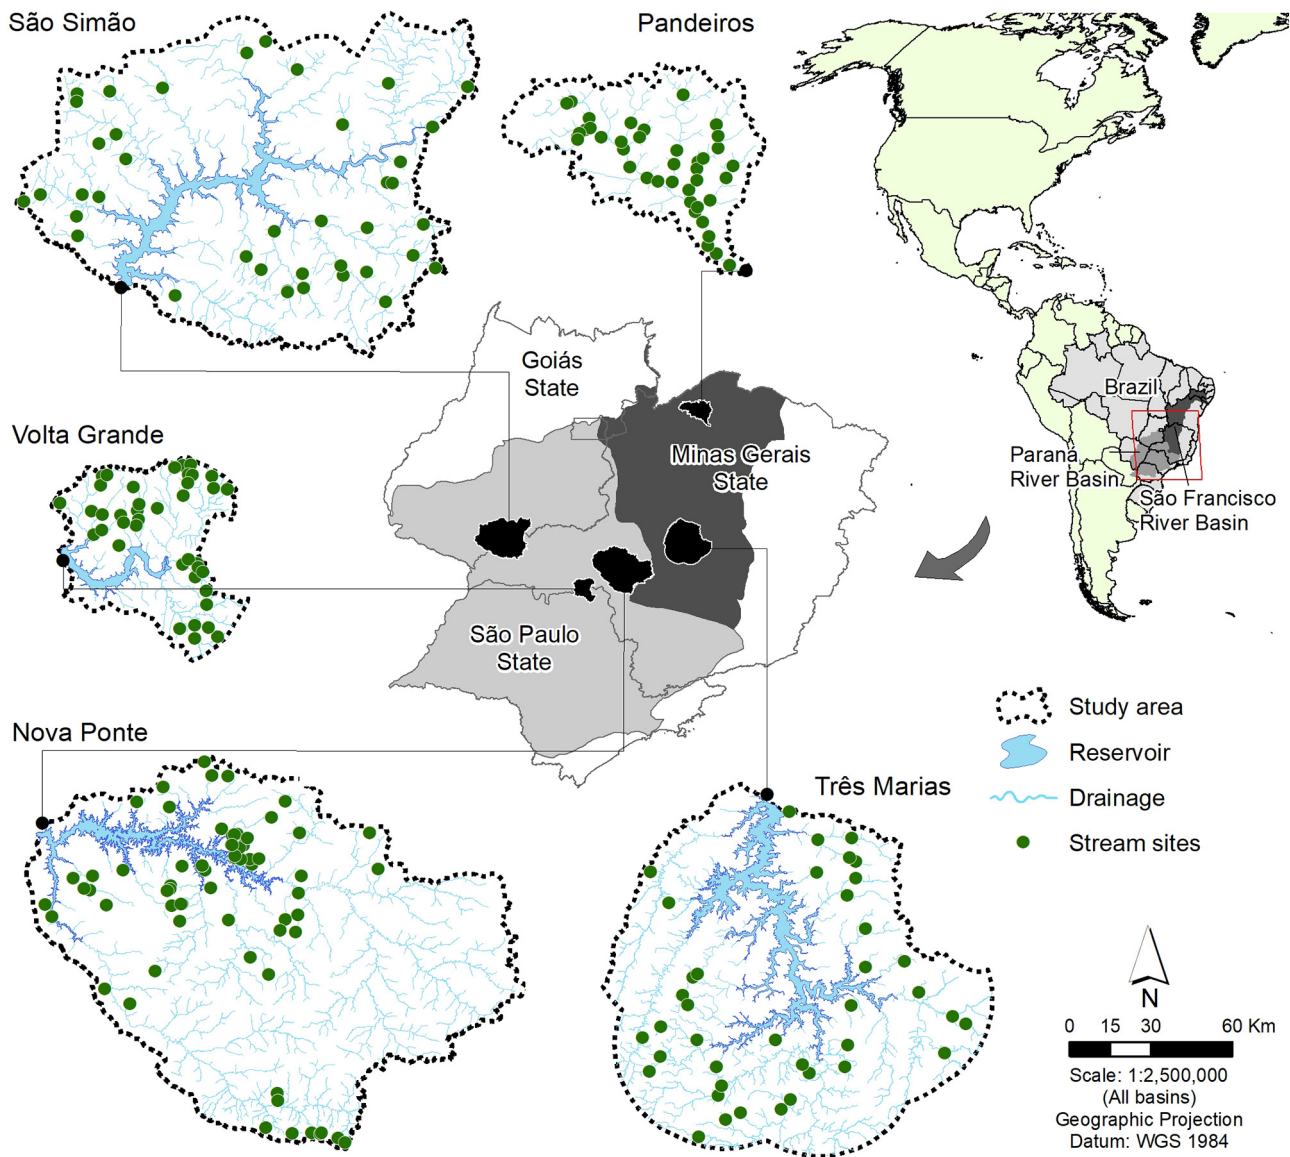 São Simão
Pandeiros
Goiás
State
Brazil
Volta Grande
Minas Gerais
State
Paraná
River Basin
São Francisco
River Basin
São Paulo
State
Nova Ponte
Três Marias
Study area
Reservoir
Drainage
Stream sites
N
0 15 30 60 Km
Scale: 1:2,500,000
(All basins)
Geographic Projection
Datum: WGS 1984